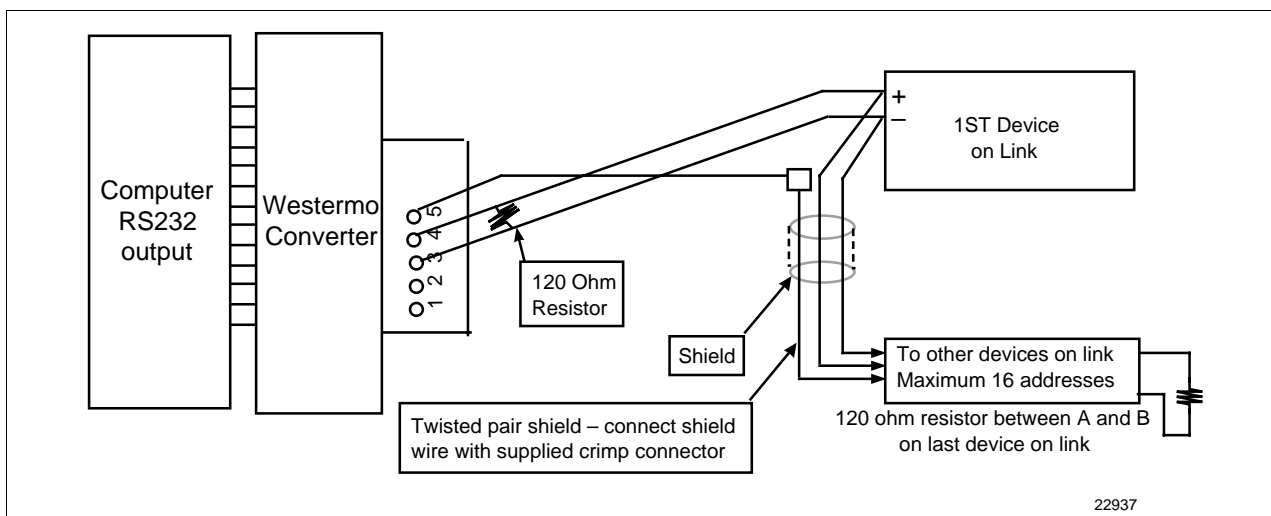 Computer
RS232
output
Westermo
Converter
5
4
3
2
1
120 Ohm
Resistor
+
–
1ST Device
on Link
Shield
Twisted pair shield – connect shield
wire with supplied crimp connector
To other devices on link
Maximum 16 addresses
120 ohm resistor between A and B
on last device on link
22937